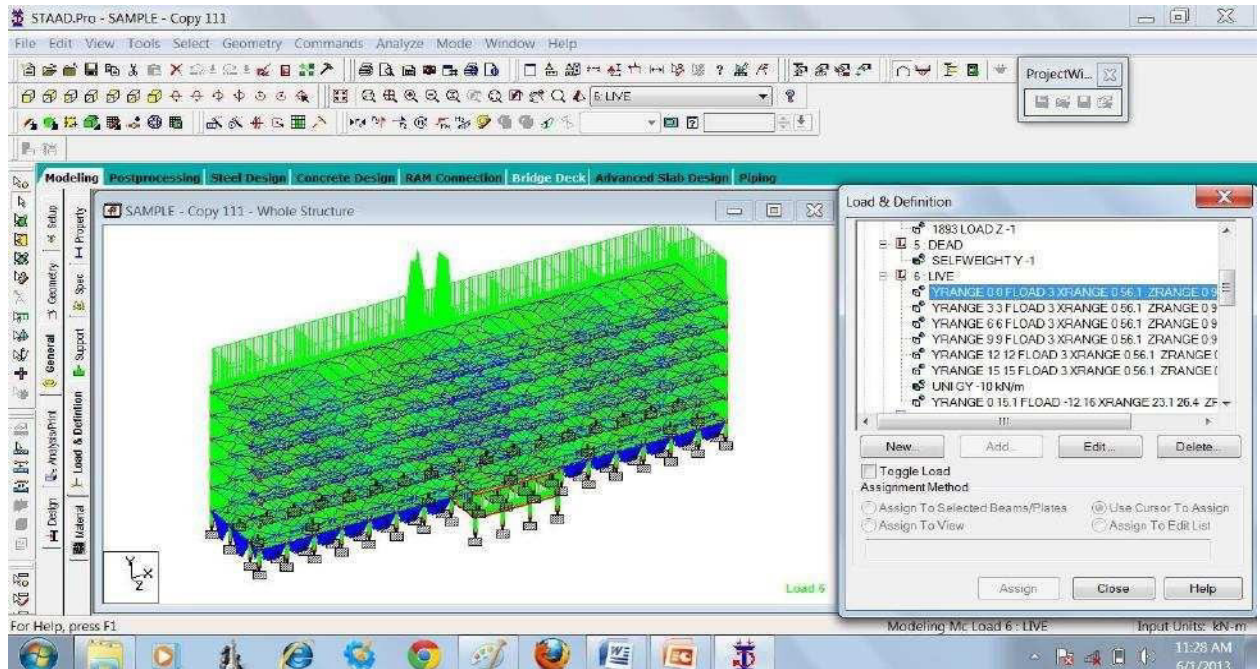 STAAD.Pro - SAMPLE - Copy 111
File Edit View Tools Select Geometry Commands Analyze Mode Window Help
ProjectWi...
6: LIVE
Modeling Postprocessing Steel Design Concrete Design RAM Connection Bridge Deck Advanced Slab Design Piping
Setup
Geometry
General
Analysis/Print
Design
Property
Spec
Support
Load & Definition
Material
SAMPLE - Copy 111 - Whole Structure
Y
X
Z
Load 6
Load & Definition
1893 LOAD Z -1
5: DEAD
SELFWEIGHT Y -1
6: LIVE
YRANGE 0 0 FLOAD 3 XRANGE 0 56.1 ZRANGE 0 9
YRANGE 3 3 FLOAD 3 XRANGE 0 56.1 ZRANGE 0 9
YRANGE 6 6 FLOAD 3 XRANGE 0 56.1 ZRANGE 0 9
YRANGE 9 9 FLOAD 3 XRANGE 0 56.1 ZRANGE 0 9
YRANGE 12 12 FLOAD 3 XRANGE 0 56.1 ZRANGE (
YRANGE 15 15 FLOAD 3 XRANGE 0 56.1 ZRANGE (
UNI GY -10 kN/m
YRANGE 0 15.1 FLOAD -12.16 XRANGE 23.1 26.4 ZF
New... Add... Edit... Delete...
Toggle Load
Assignment Method
Assign To Selected Beams/Plates Use Cursor To Assign
Assign To View Assign To Edit List
Assign Close Help
For Help, press F1 Modeling Mc Load 6 : LIVE Input Units: kN-m
11:28 AM
6/1/2013